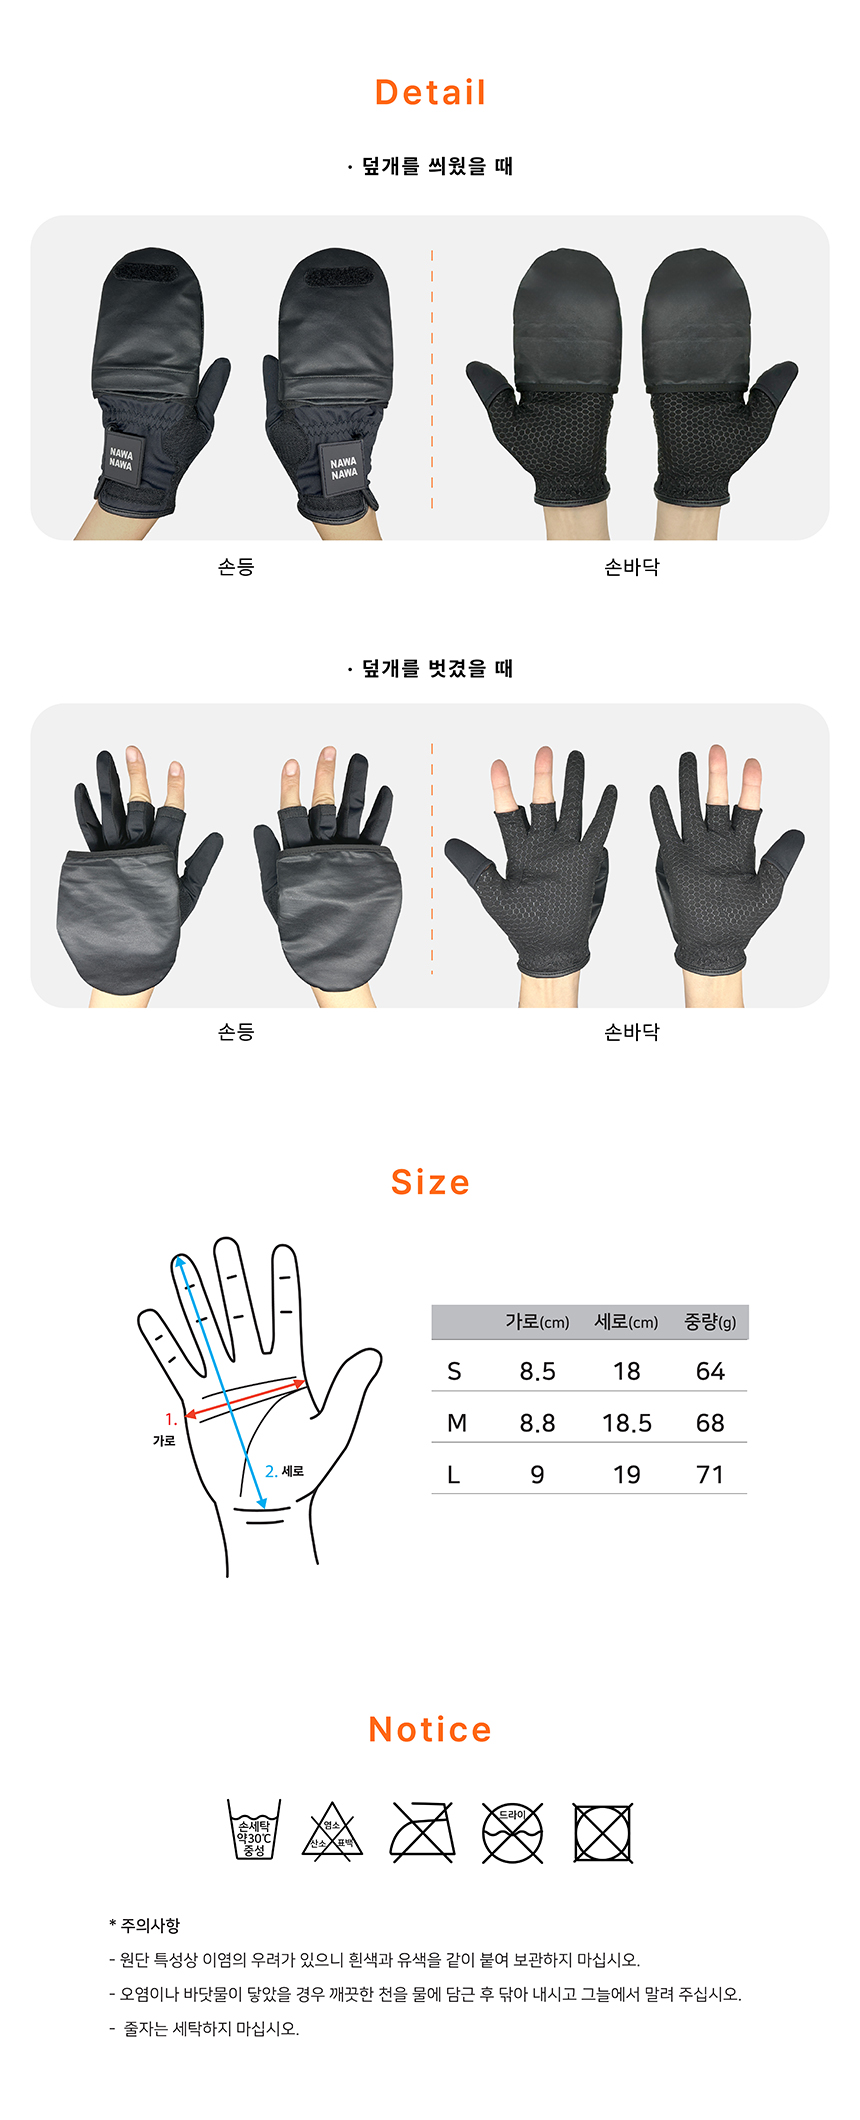 Detail
· 덮개를 씌웠을 때
NAWA
NAWA
NAWA
NAWA
손등
손바닥
· 덮개를 벗겼을 때
손등
손바닥
Size
1.
가로
2. 세로
가로(cm) 세로(cm) 중량(g)
S 8.5 18 64
M 8.8 18.5 68
L 9 19 71
Notice
손세탁
약30℃
중성
염소
산소 표백
드라이
* 주의사항
- 원단 특성상 이염의 우려가 있으니 흰색과 유색을 같이 붙여 보관하지 마십시오.
- 오염이나 바닷물이 닿았을 경우 깨끗한 천을 물에 담근 후 닦아 내시고 그늘에서 말려 주십시오.
- 줄자는 세탁하지 마십시오.